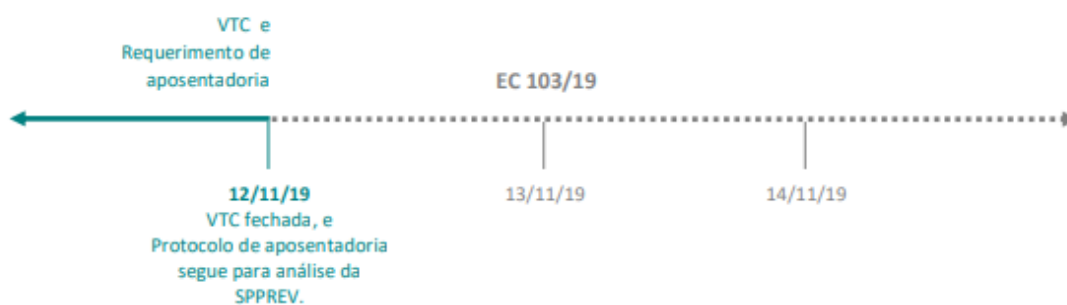 VTC e
Requerimento de
aposentadoria
EC 103/19
12/11/19
VTC fechada, e
Protocolo de aposentadoria
segue para análise da
SPPREV.
13/11/19
14/11/19